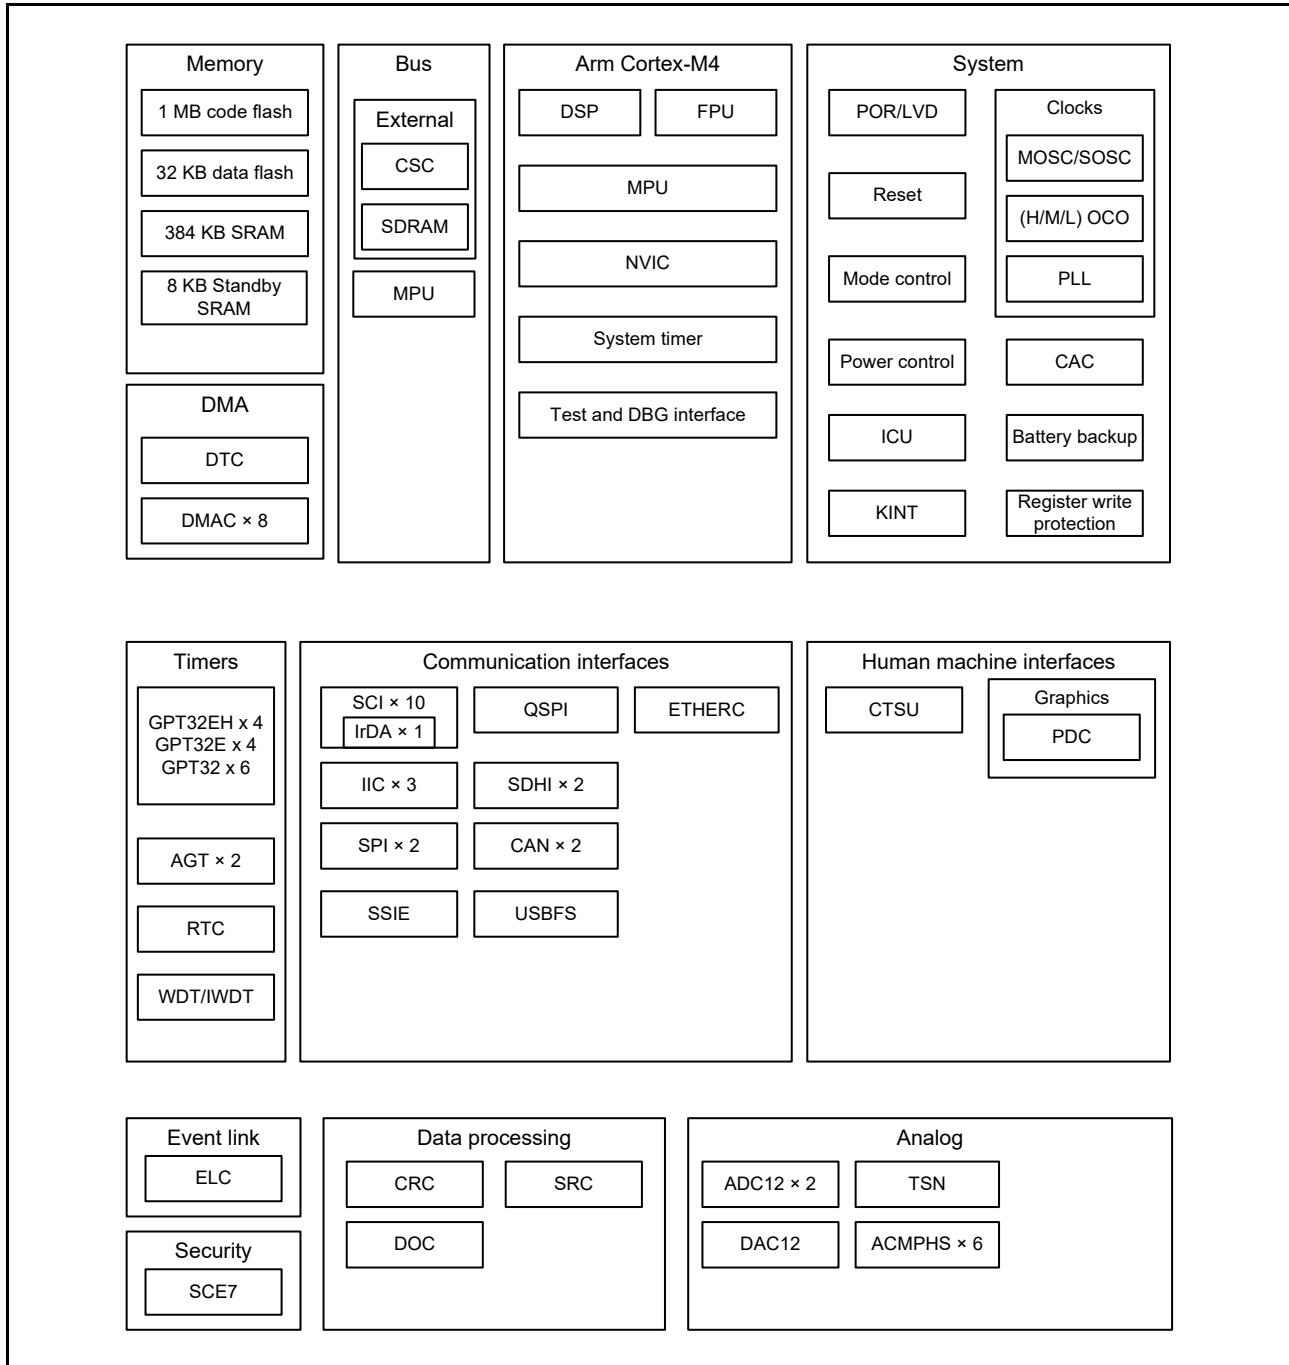 Memory
1 MB code flash
32 KB data flash
384 KB SRAM
8 KB Standby
SRAM
DMA
DTC
DMAC × 8
Bus
External
CSC
SDRAM
MPU
Arm Cortex-M4
DSP
FPU
MPU
NVIC
System timer
Test and DBG interface
System
POR/LVD
Reset
Mode control
Power control
ICU
KINT
Clocks
MOSC/SOSC
(H/M/L) OCO
PLL
CAC
Battery backup
Register write
protection
Timers
GPT32EH x 4
GPT32E x 4
GPT32 x 6
AGT × 2
RTC
WDT/IWDT
Communication interfaces
SCI × 10
IrDA × 1
IIC × 3
SPI × 2
SSIE
QSPI
SDHI × 2
CAN × 2
USBFS
ETHERC
Human machine interfaces
CTSU
Graphics
PDC
Event link
ELC
Security
SCE7
Data processing
CRC
SRC
DOC
Analog
ADC12 × 2
TSN
DAC12
ACMPHS × 6